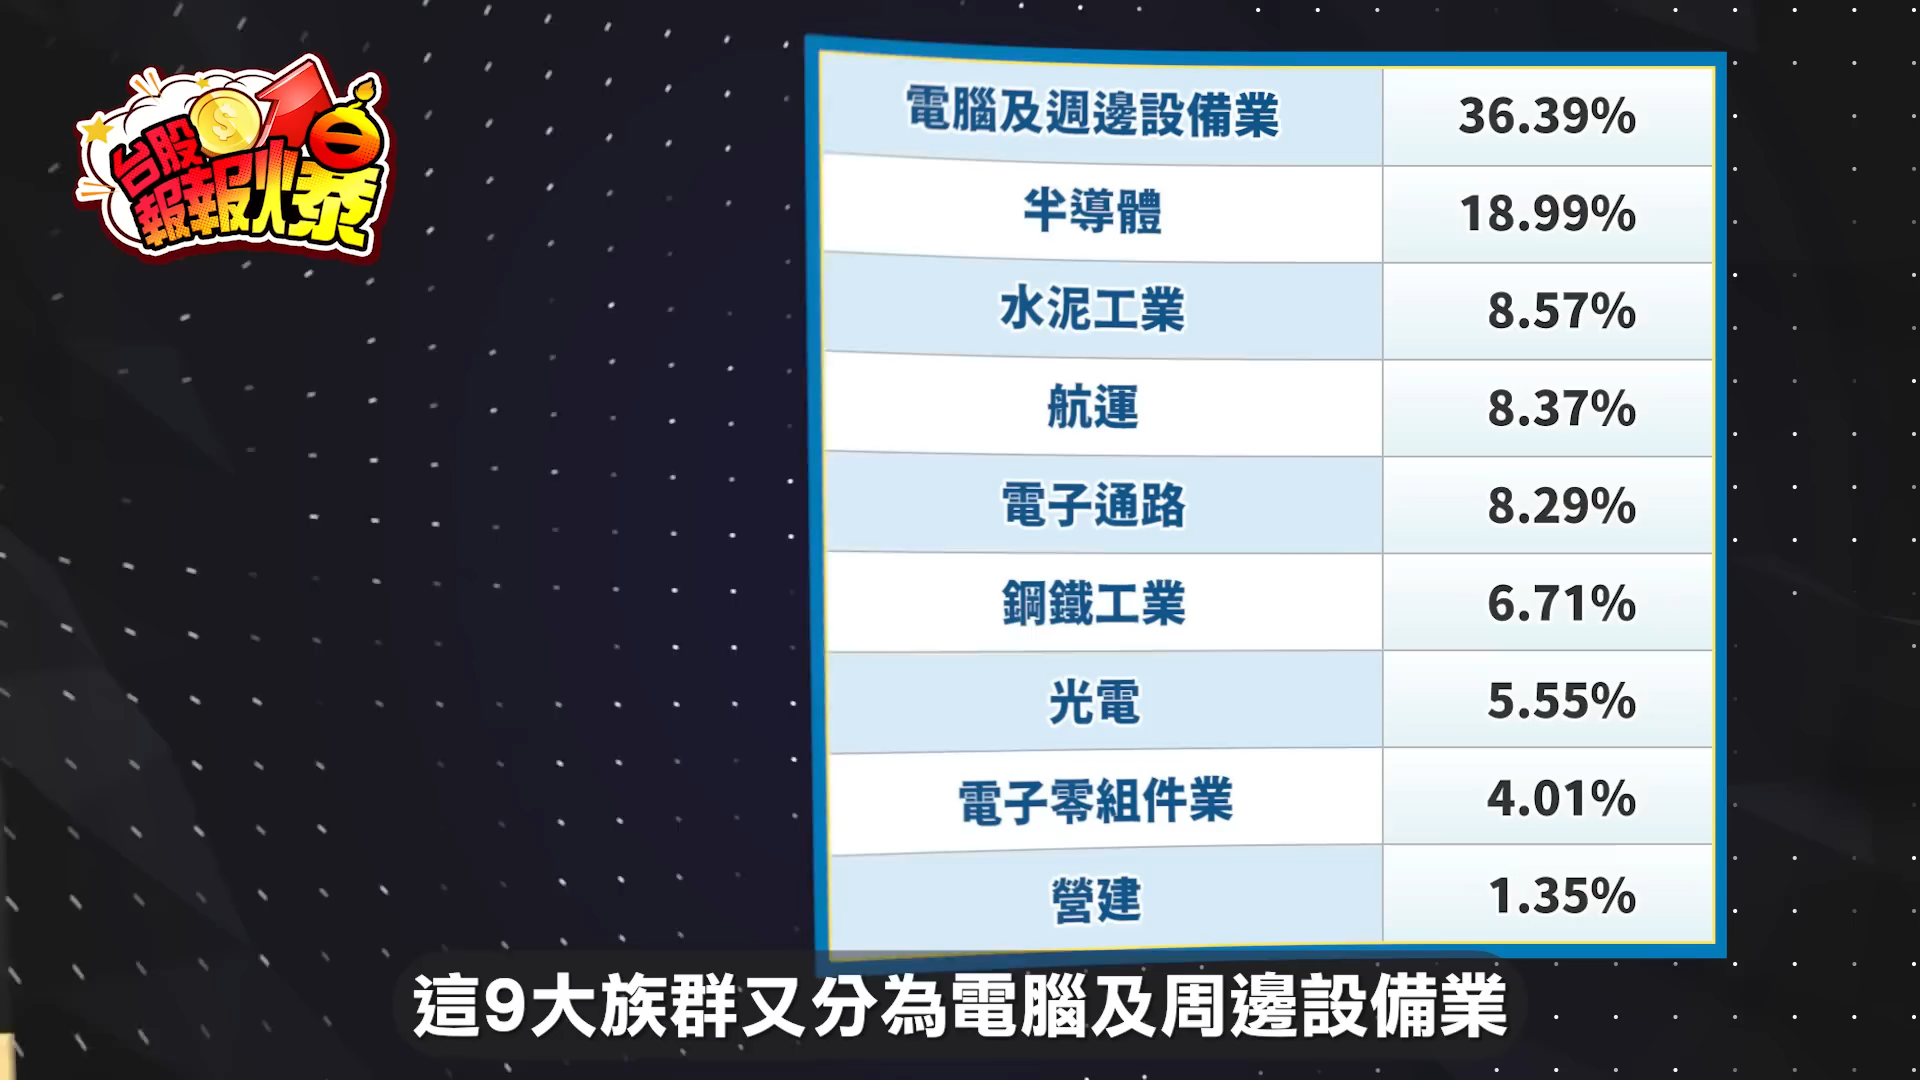 台股
報報爆
電腦及週邊設備業 36.39%
半導體 18.99%
水泥工業 8.57%
航運 8.37%
電子通路 8.29%
鋼鐵工業 6.71%
光電 5.55%
電子零組件業 4.01%
營建 1.35%
這9大族群又分為電腦及周邊設備業